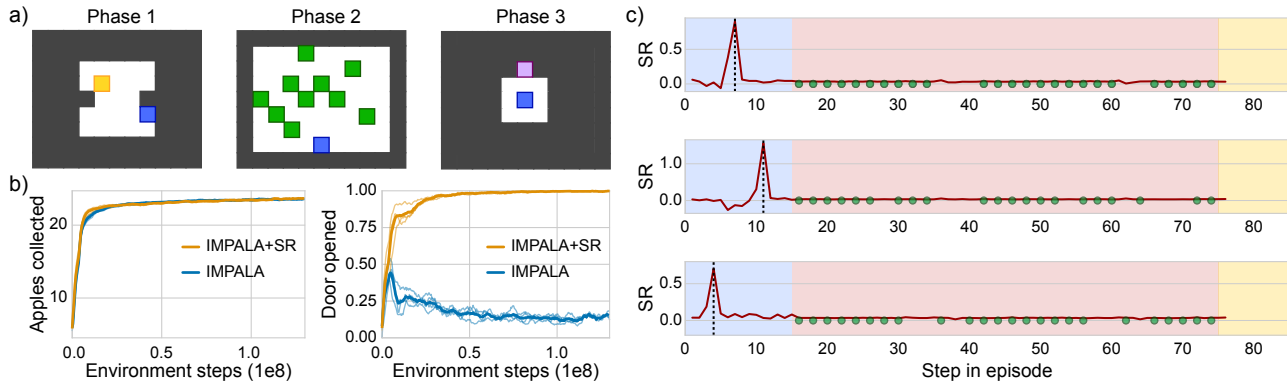 a)
Phase 1
Phase 2
Phase 3
b)
Apples collected
20
10
0.0
0.5
1.0
Environment steps (1e8)
IMPALA+SR
IMPALA
Door opened
1.00
0.75
0.50
0.25
0.00
0.0
0.5
1.0
Environment steps (1e8)
IMPALA+SR
IMPALA
c)
SR
0.5
0.0
0 10 20 30 40 50 60 70 80
SR
1.0
0.0
0 10 20 30 40 50 60 70 80
SR
0.5
0.0
0 10 20 30 40 50 60 70 80
Step in episode